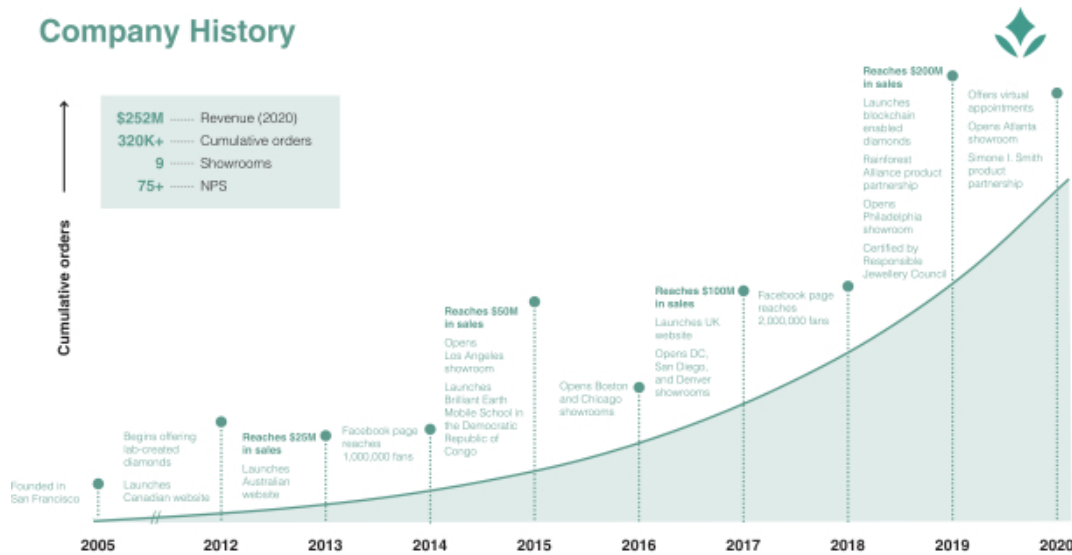 Company History
$252M ........ Revenue (2020)
320K+ ........ Cumulative orders
9 ........ Showrooms
75+ ........ NPS
Cumulative orders
Founded in
San Francisco
Begins offering
lab-created
diamonds
Launches
Canadian website
Reaches $25M
in sales
Launches
Australian
website
Facebook page
reaches
1,000,000 fans
Reaches $50M
in sales
Opens
Los Angeles
showroom
Launches
Brilliant Earth
Mobile School in
the Democratic
Republic of
Congo
Opens Boston
and Chicago
showrooms
Reaches $100M
in sales
Launches UK
website
Opens DC,
San Diego,
and Denver
showrooms
Facebook page
reaches
2,000,000 fans
Reaches $200M
in sales
Launches
blockchain
enabled
diamonds
Rainforest
Alliance product
partnership
Opens
Philadelphia
showroom
Certified by
Responsible
Jewellery Council
Offers virtual
appointments
Opens Atlanta
showroom
Simone I. Smith
product
partnership
//
2005 2012 2013 2014 2015 2016 2017 2018 2019 2020